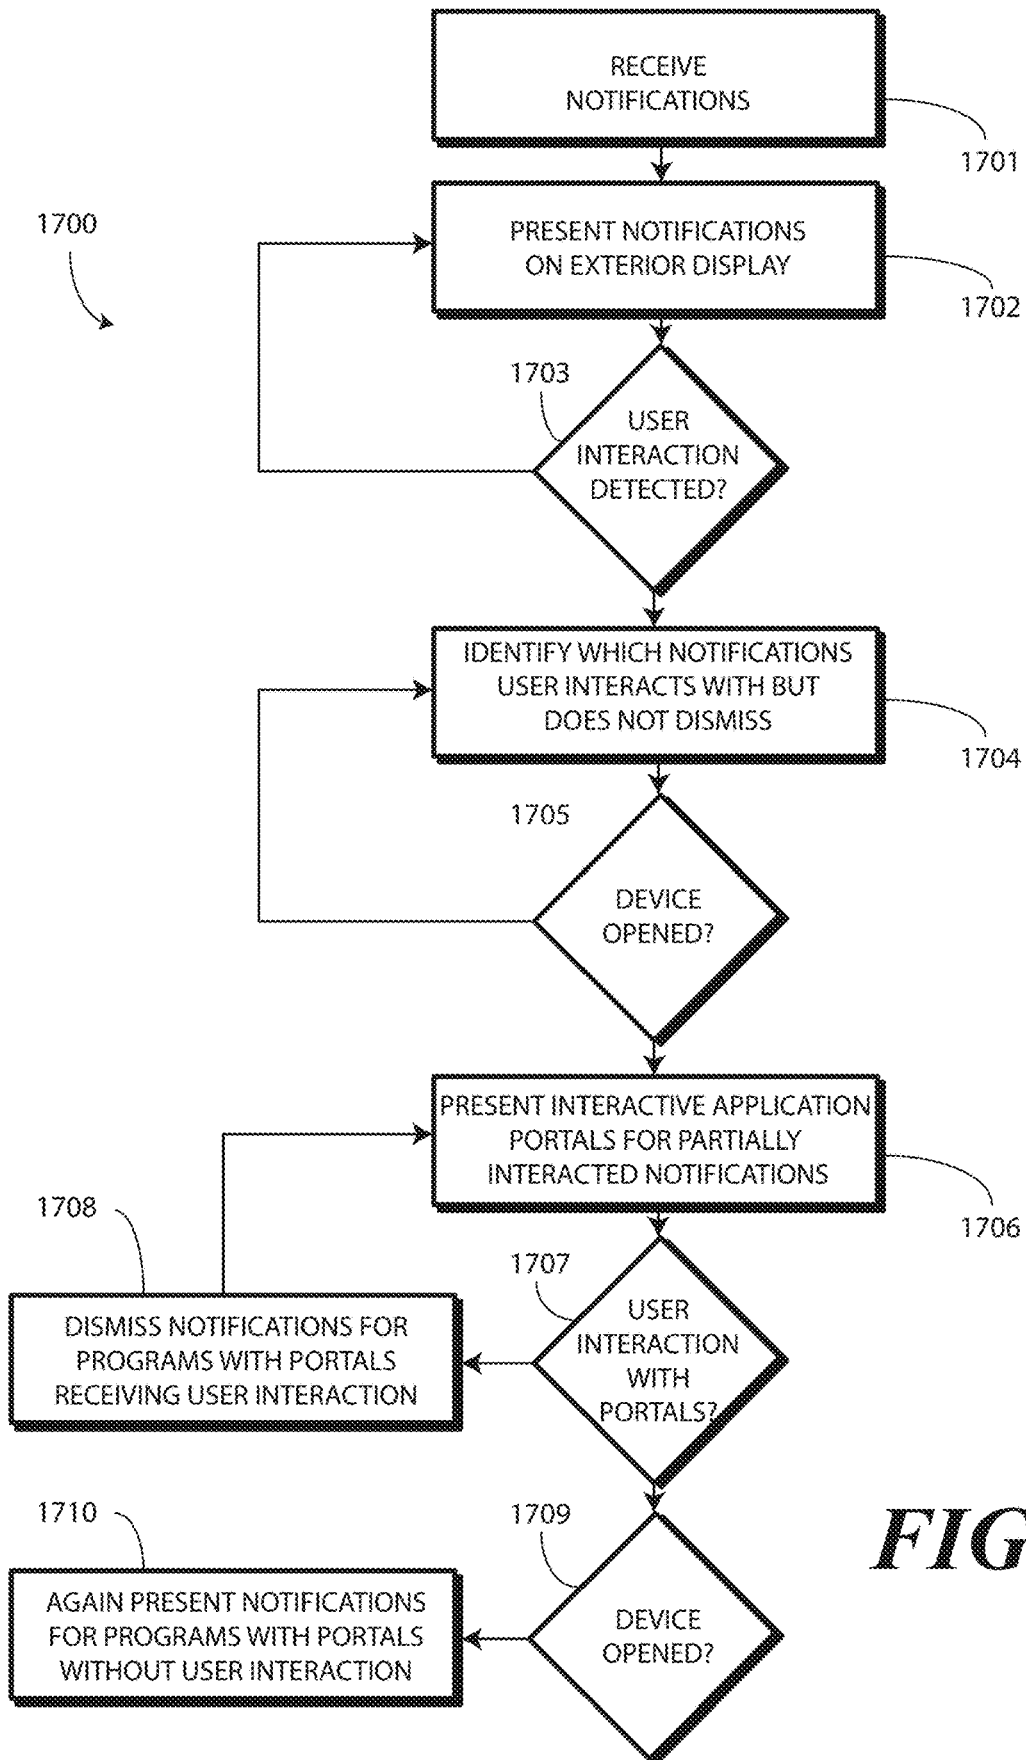 RECEIVE
NOTIFICATIONS
1701
1700
PRESENT NOTIFICATIONS
ON EXTERIOR DISPLAY
1702
1703
USER
INTERACTION
DETECTED?
IDENTIFY WHICH NOTIFICATIONS
USER INTERACTS WITH BUT
DOES NOT DISMISS
1704
1705
DEVICE
OPENED?
PRESENT INTERACTIVE APPLICATION
PORTALS FOR PARTIALLY
INTERACTED NOTIFICATIONS
1706
1708
1707
USER
INTERACTION
WITH
PORTALS?
DISMISS NOTIFICATIONS FOR
PROGRAMS WITH PORTALS
RECEIVING USER INTERACTION
1710
1709
FIG
AGAIN PRESENT NOTIFICATIONS
FOR PROGRAMS WITH PORTALS
WITHOUT USER INTERACTION
DEVICE
OPENED?